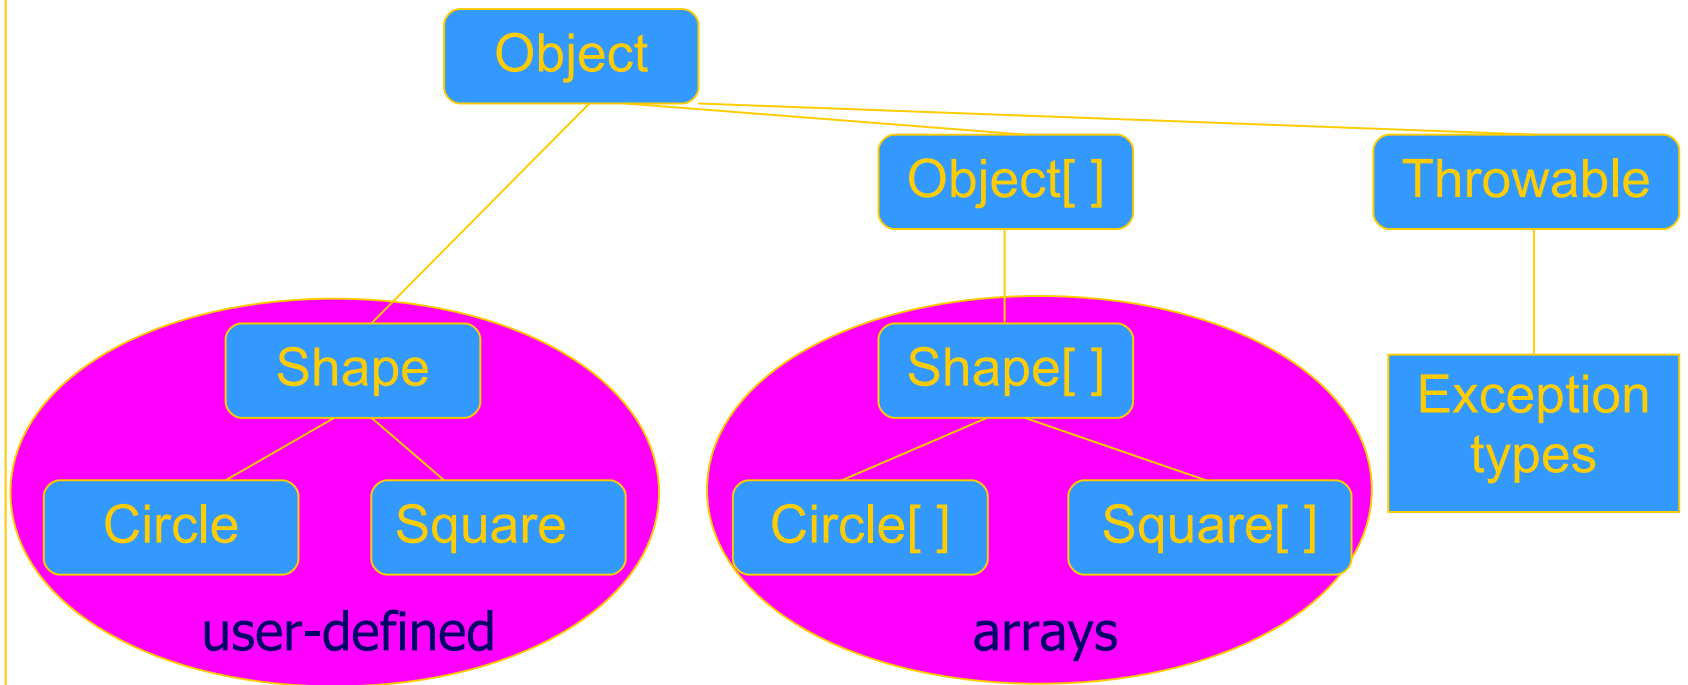 Object
Object[ ]
Throwable
Shape
Shape[ ]
Exception
types
Circle
Square
Circle[ ]
Square[ ]
user-defined
arrays